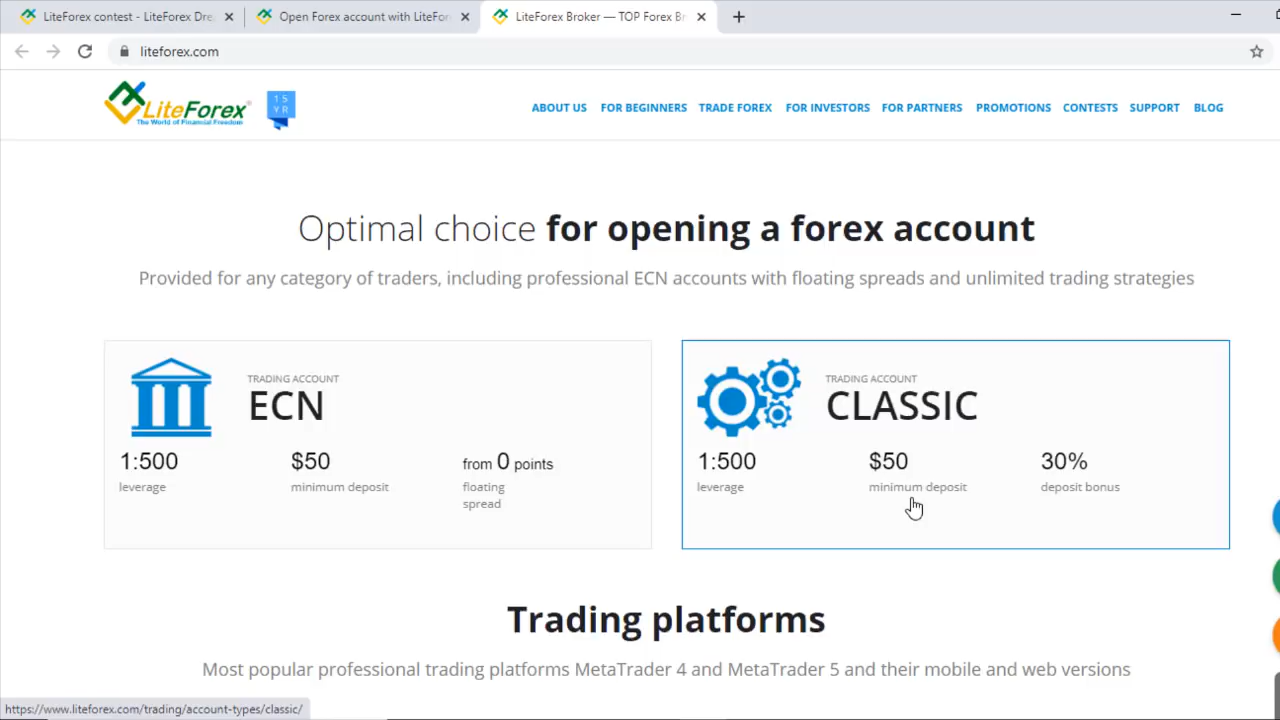 LiteForex contest - LiteForex Dre
Open Forex account with LiteFor
LiteForex Broker — TOP Forex Br
liteforex.com
LiteForex
The World of Financial Freedom
15
YR
ABOUT US FOR BEGINNERS TRADE FOREX FOR INVESTORS FOR PARTNERS PROMOTIONS CONTESTS SUPPORT BLOG
Optimal choice for opening a forex account
Provided for any category of traders, including professional ECN accounts with floating spreads and unlimited trading strategies
TRADING ACCOUNT
ECN
1:500 $50 from 0 points
leverage minimum deposit floating
spread
TRADING ACCOUNT
CLASSIC
1:500 $50 30%
leverage minimum deposit deposit bonus
Trading platforms
Most popular professional trading platforms MetaTrader 4 and MetaTrader 5 and their mobile and web versions
https://www.liteforex.com/trading/account-types/classic/